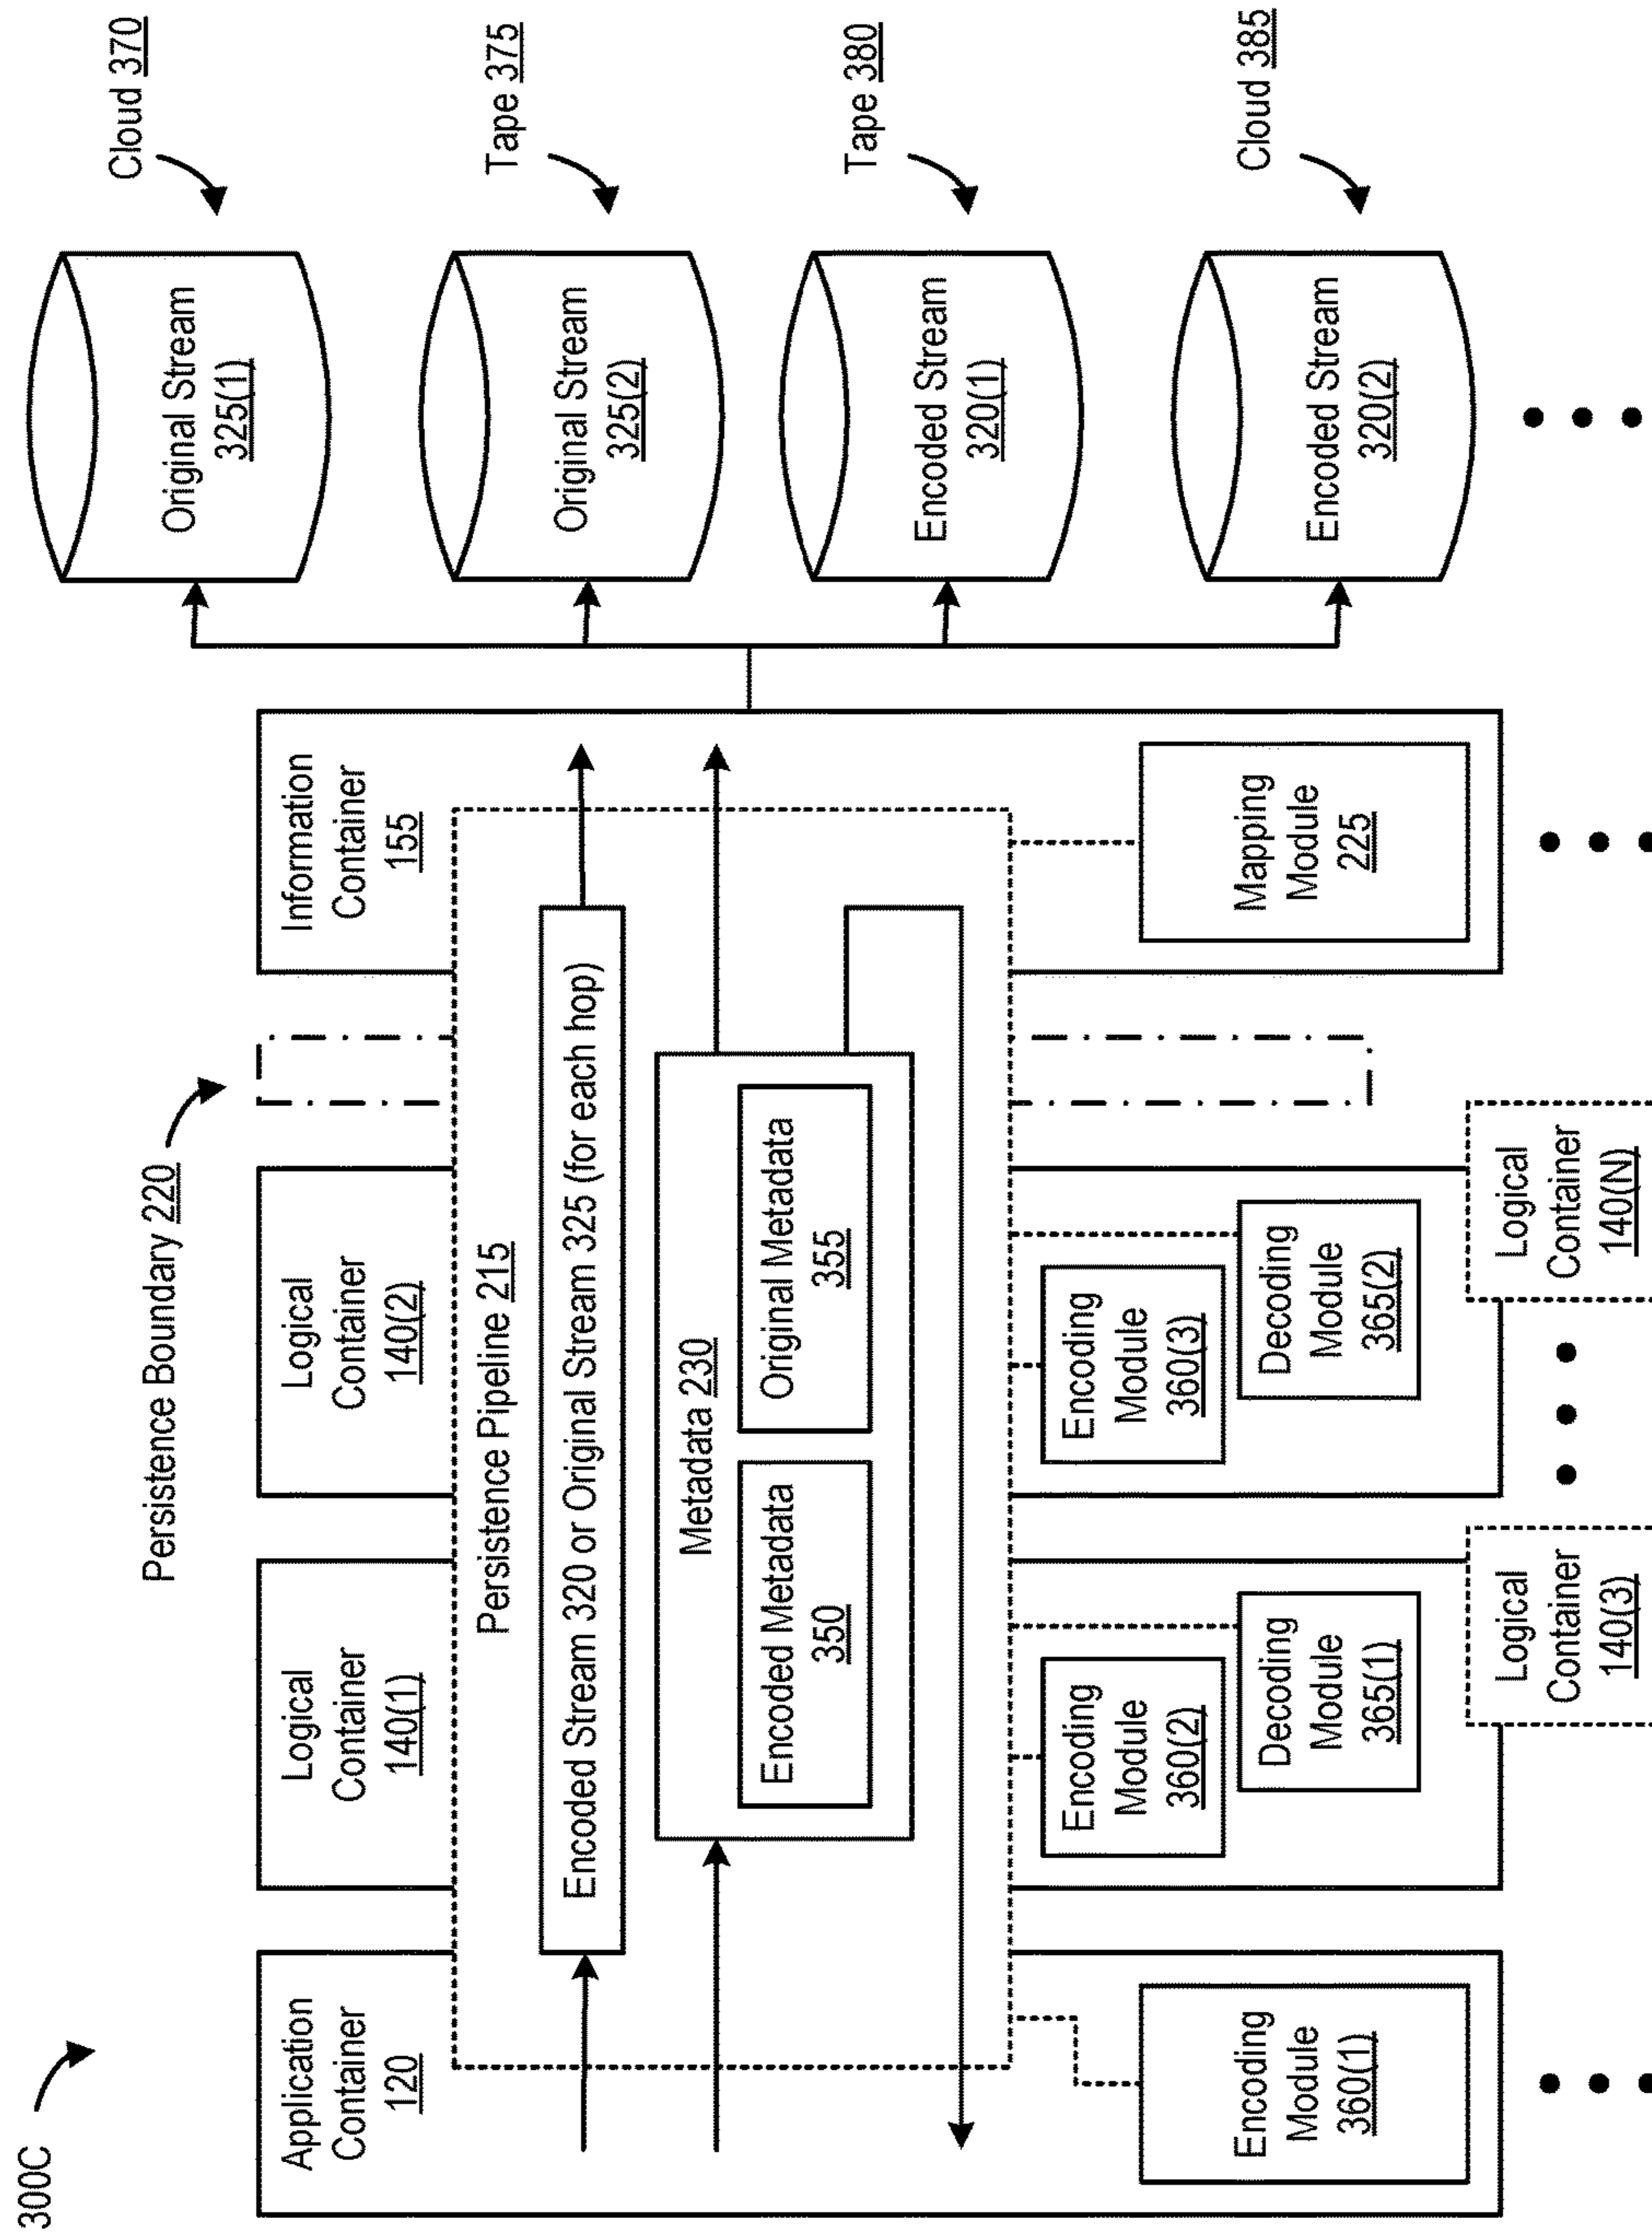 300C
Persistence Boundary 220
Application
Container
120
Logical
Container
140(1)
Logical
Container
140(2)
Information
Container
155
Persistence Pipeline 215
Encoded Stream 320 or Original Stream 325 (for each hop)
Metadata 230
Encoded Metadata
350
Original Metadata
355
Encoding
Module
360(1)
Encoding
Module
360(2)
Decoding
Module
365(1)
Encoding
Module
360(3)
Decoding
Module
365(2)
Mapping
Module
225
Logical
Container
140(3)
Logical
Container
140(N)
Original Stream
325(1)
Cloud 370
Original Stream
325(2)
Tape 375
Encoded Stream
320(1)
Tape 380
Encoded Stream
320(2)
Cloud 385